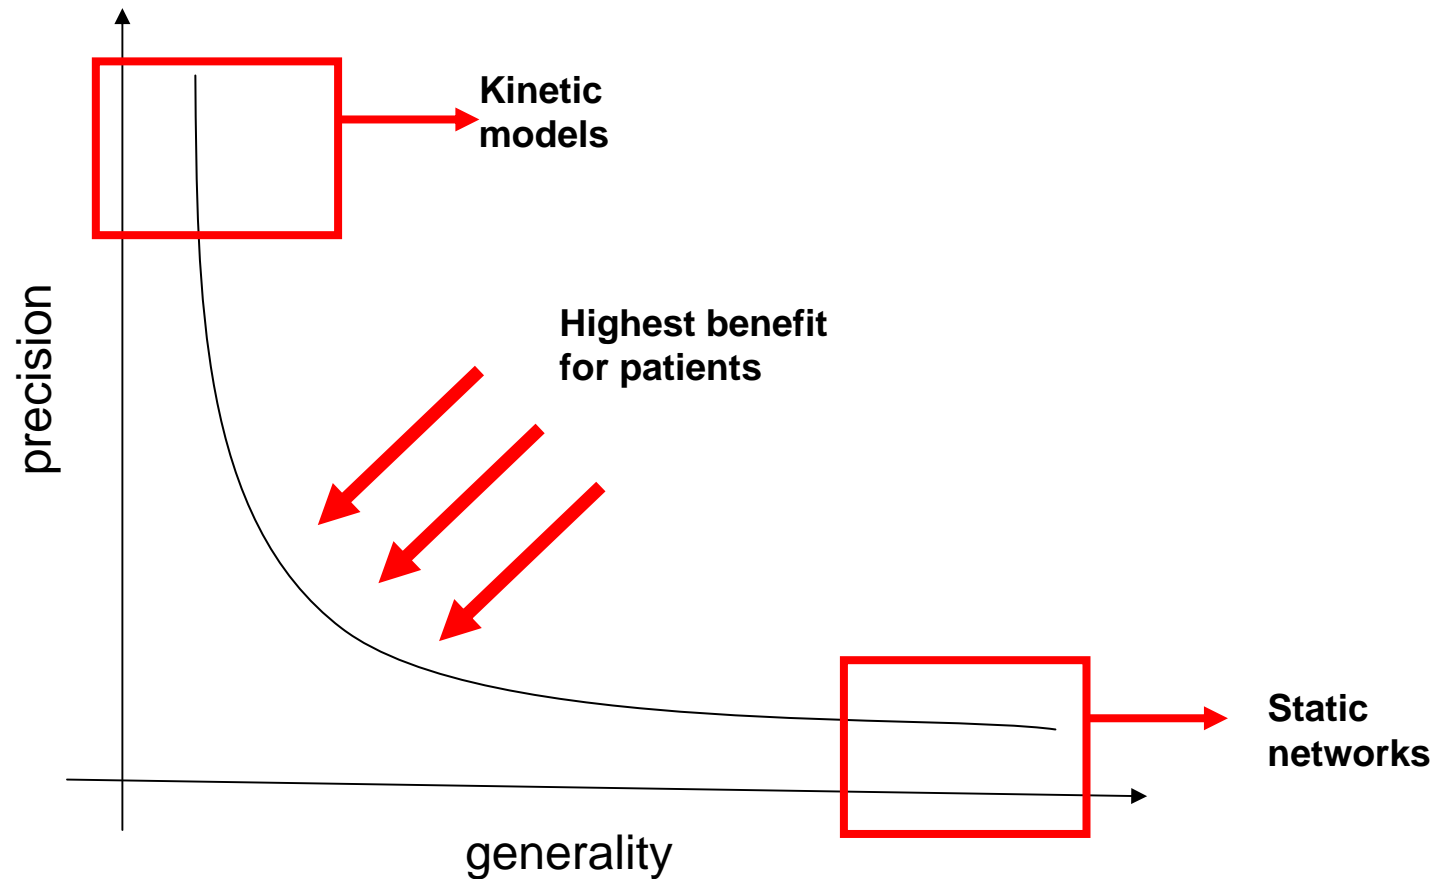 Kinetic
models
precision
Highest benefit
for patients
Static
networks
generality